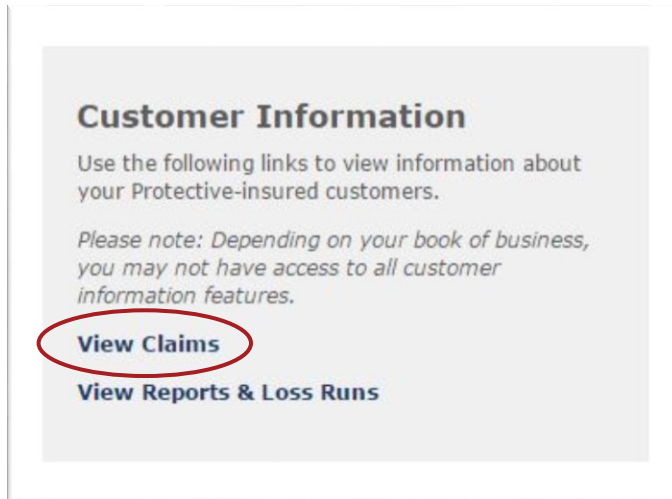 Customer Information
Use the following links to view information about
your Protective-insured customers.
Please note: Depending on your book of business,
you may not have access to all customer
information features.
View Claims
View Reports & Loss Runs